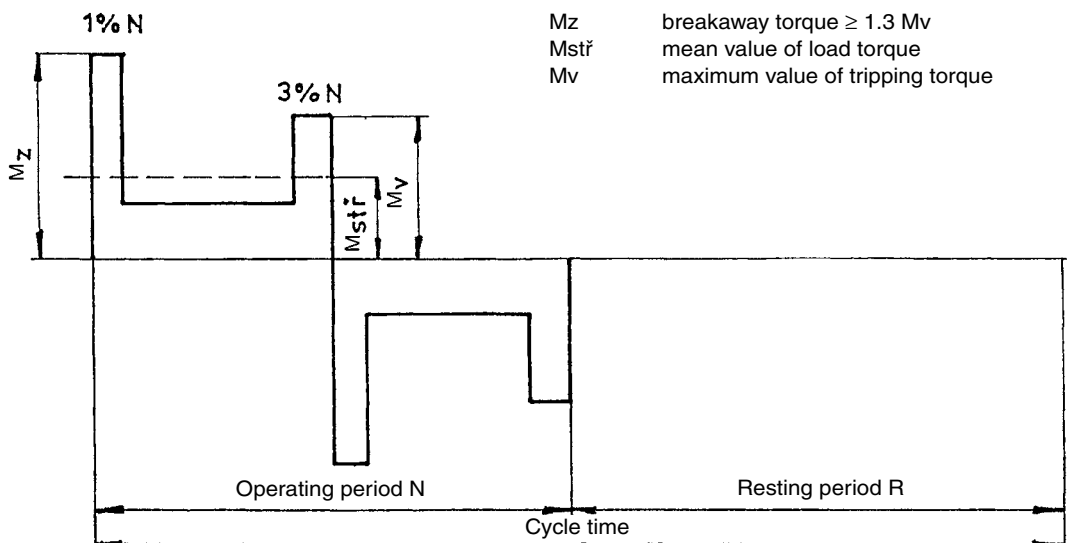 1% N
Mz breakaway torque ≥ 1.3 Mv
Mstř mean value of load torque
Mv maximum value of tripping torque
3% N
Mz
Mstř
Mv
Operating period N
Resting period R
Cycle time